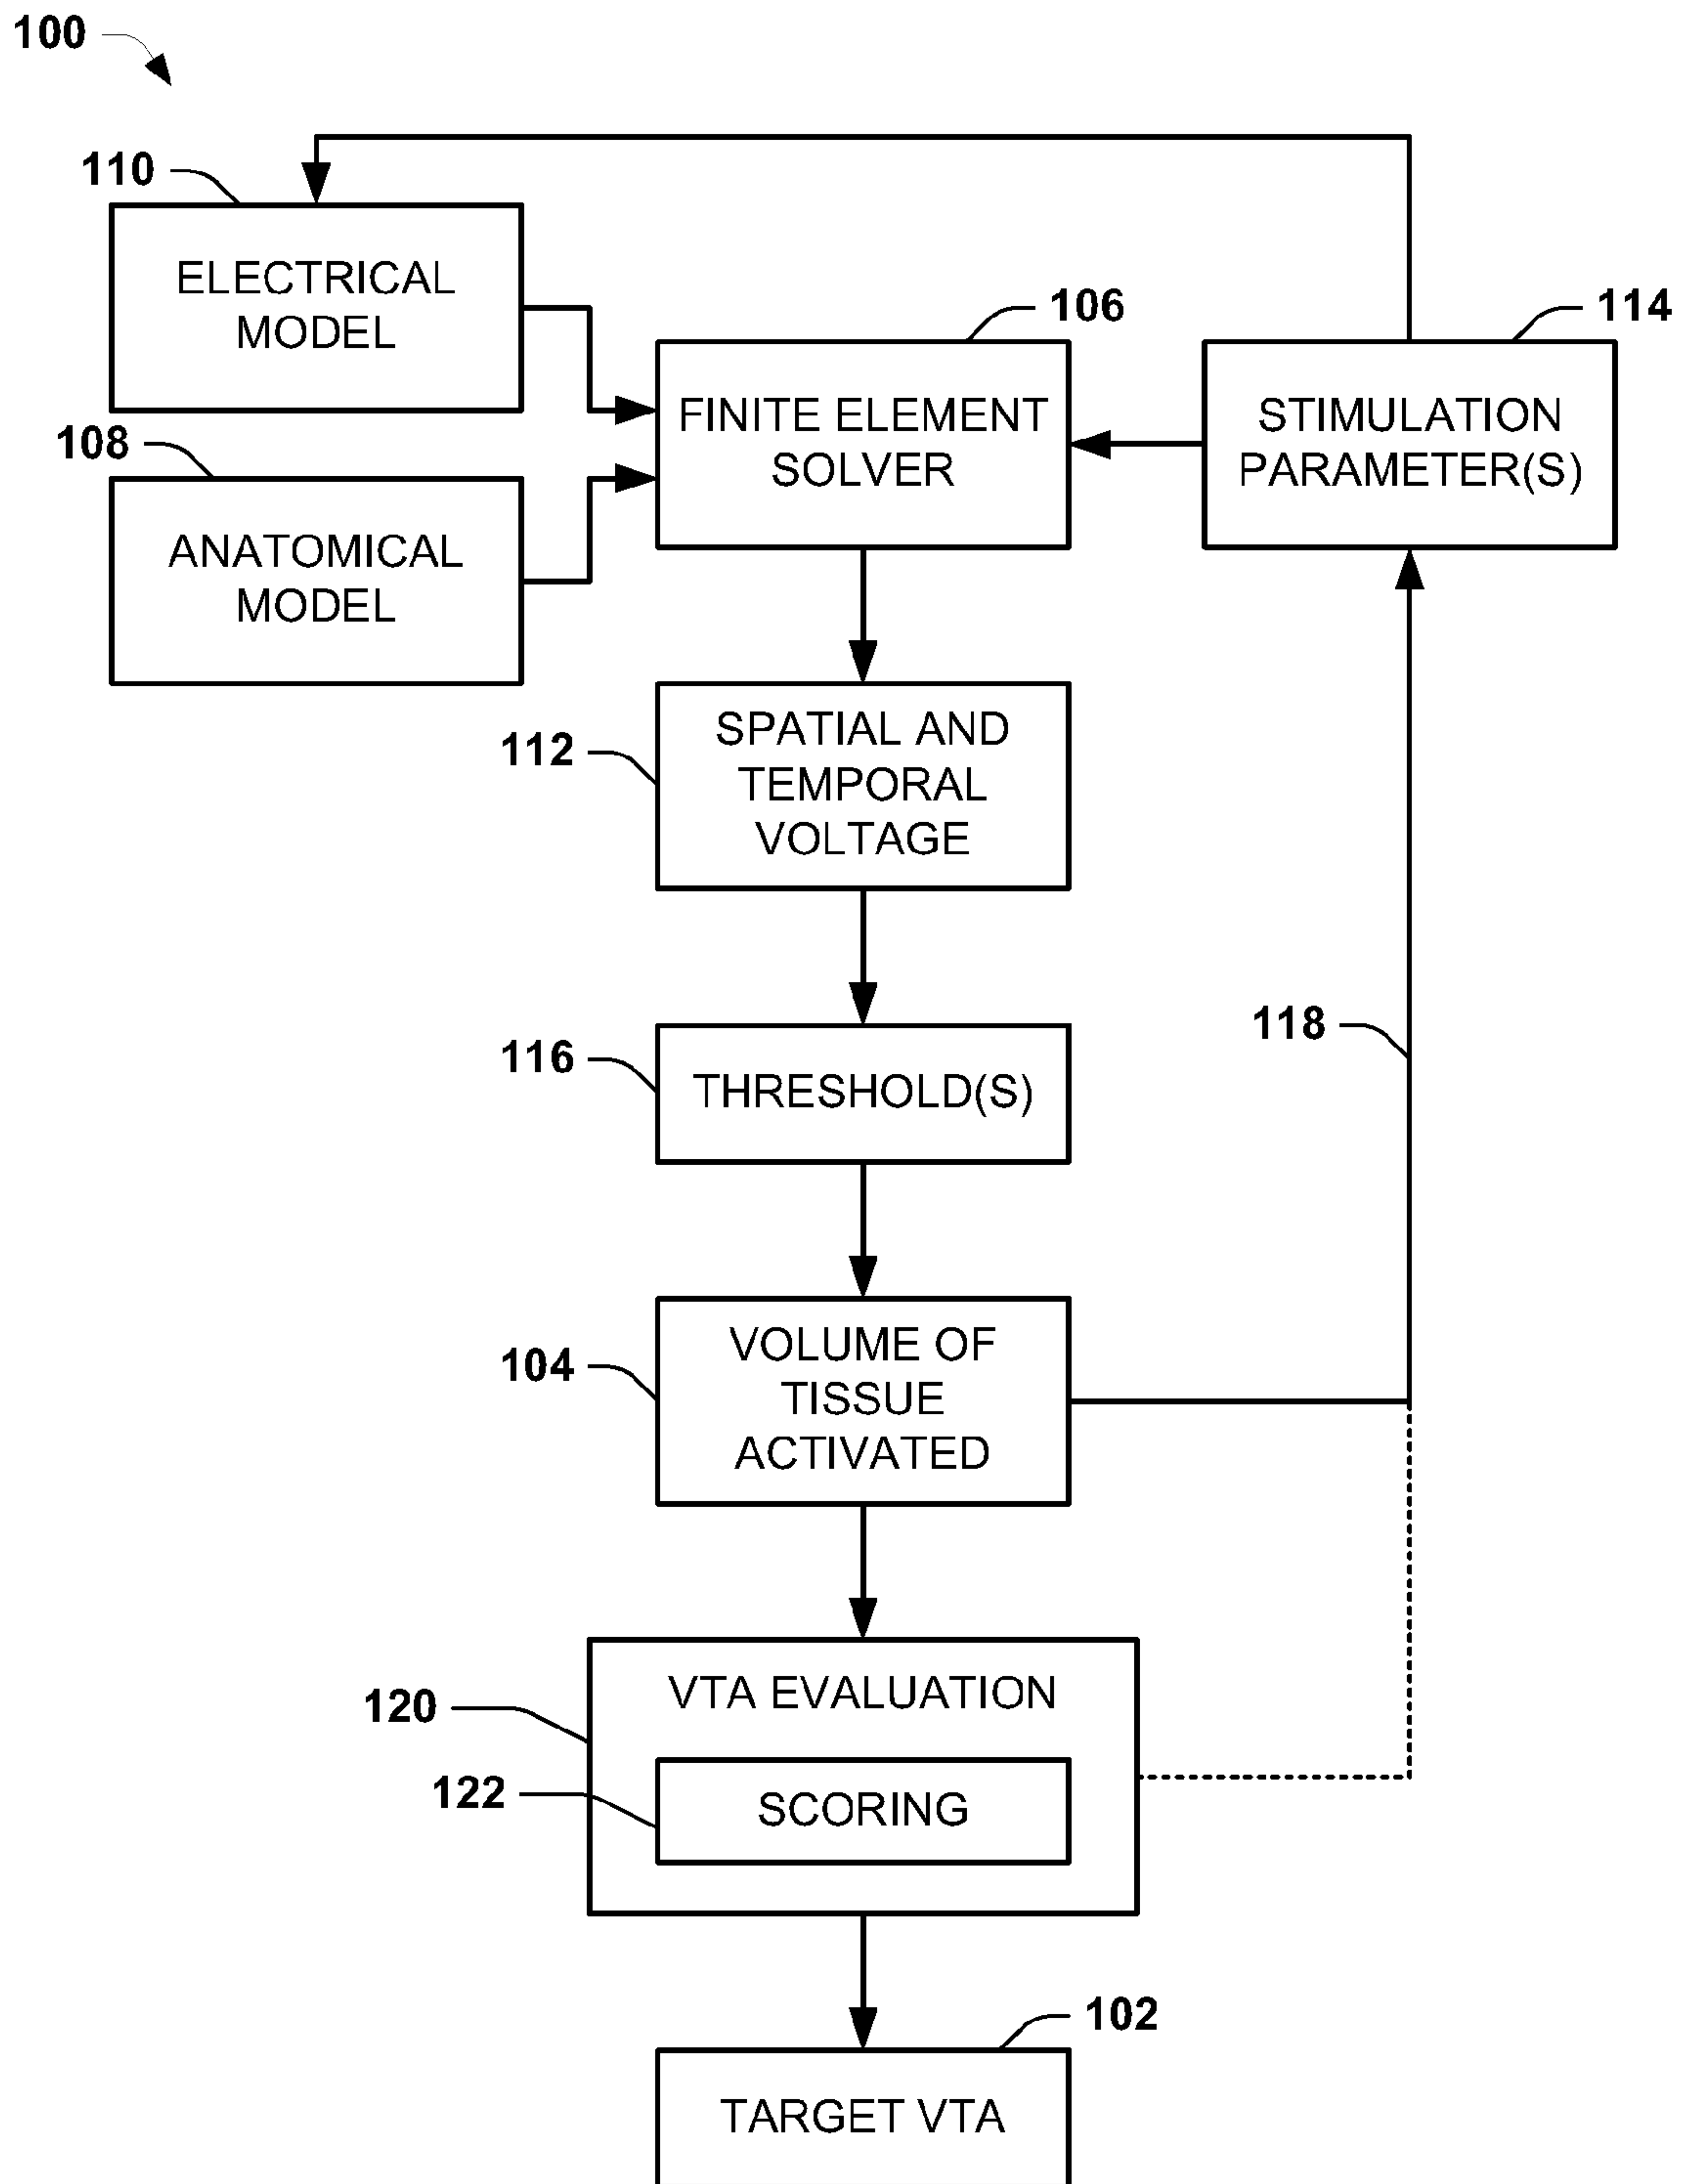 100
110
ELECTRICAL
MODEL
106
114
FINITE ELEMENT
SOLVER
STIMULATION
PARAMETER(S)
108
ANATOMICAL
MODEL
112
SPATIAL AND
TEMPORAL
VOLTAGE
118
116
THRESHOLD(S)
104
VOLUME OF
TISSUE
ACTIVATED
120
VTA EVALUATION
122
SCORING
102
TARGET VTA